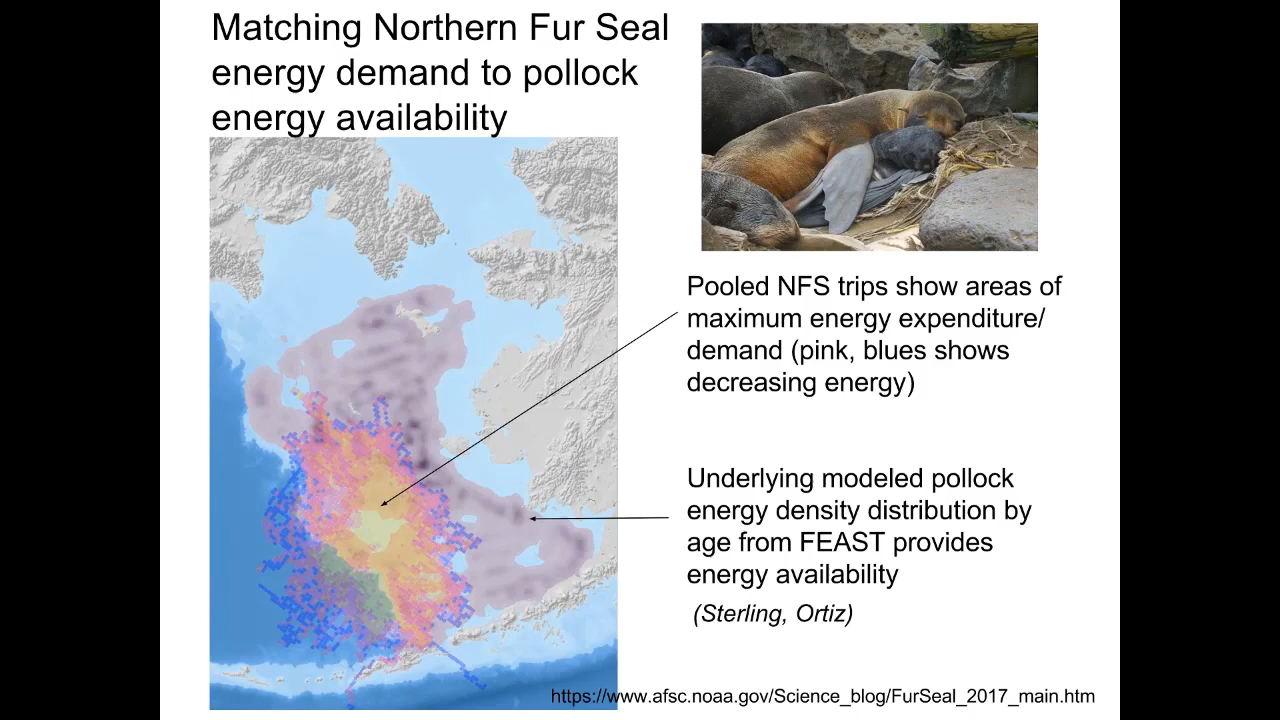 Matching Northern Fur Seal
energy demand to pollock
energy availability
Pooled NFS trips show areas of
maximum energy expenditure/
demand (pink, blues shows
decreasing energy)
Underlying modeled pollock
energy density distribution by
age from FEAST provides
energy availability
(Sterling, Ortiz)
https://www.afsc.noaa.gov/Science_blog/FurSeal_2017_main.htm